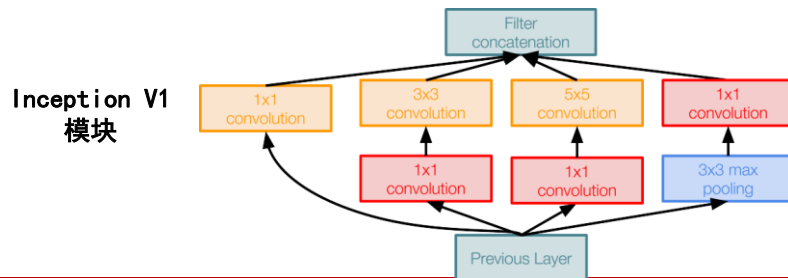 Filter
concatenation
Inception V1
模块
1x1
convolution
3x3
convolution
5x5
convolution
1x1
convolution
1x1
convolution
1x1
convolution
3x3 max
pooling
Previous Layer